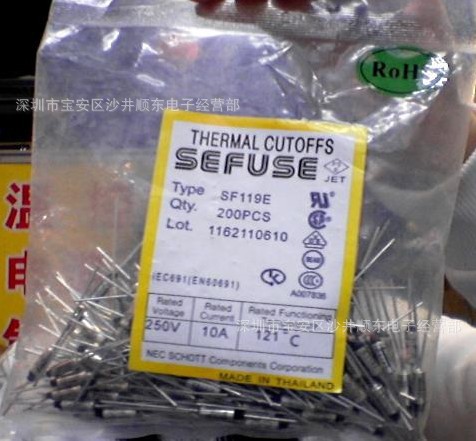 RoH
深圳市宝安区沙井顺东电子经营部
THERMAL CUTOFFS
SEFUSE
JET
Type SF119E
Qty. 200PCS
Lot. 1162110610
IEC691(EN60691)
A007836
Rated Voltage Rated Current Rated Functioning
250V 10A 121°C
深圳市宝安区沙井顺东电子经营部
NEC SCHOTT Components Corporation
MADE IN THAILAND
温
电